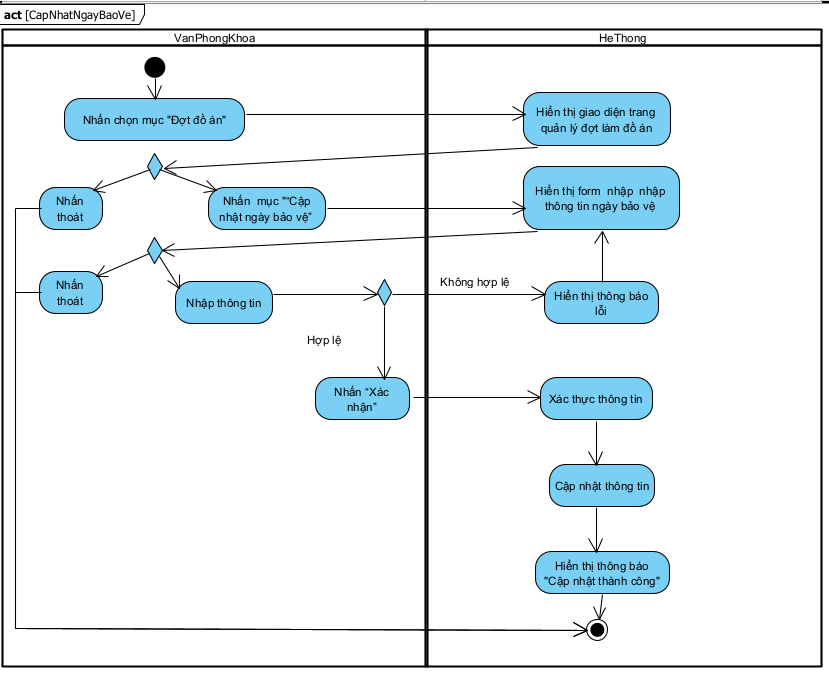 act [CapNhatNgayBaoVe]
VanPhongKhoa
HeThong
Nhấn chọn mục "Đợt đồ án"
Hiển thị giao diện trang
quản lý đợt làm đồ án
Nhấn
thoát
Nhấn mục ""Cập
nhật ngày bảo vệ"
Hiển thị form nhập nhập
thông tin ngày bảo vệ
Nhấn
thoát
Nhập thông tin
Không hợp lệ
Hiển thị thông báo
lỗi
Hợp lệ
Nhấn "Xác
nhận"
Xác thực thông tin
Cập nhật thông tin
Hiển thị thông báo
"Cập nhật thành công"